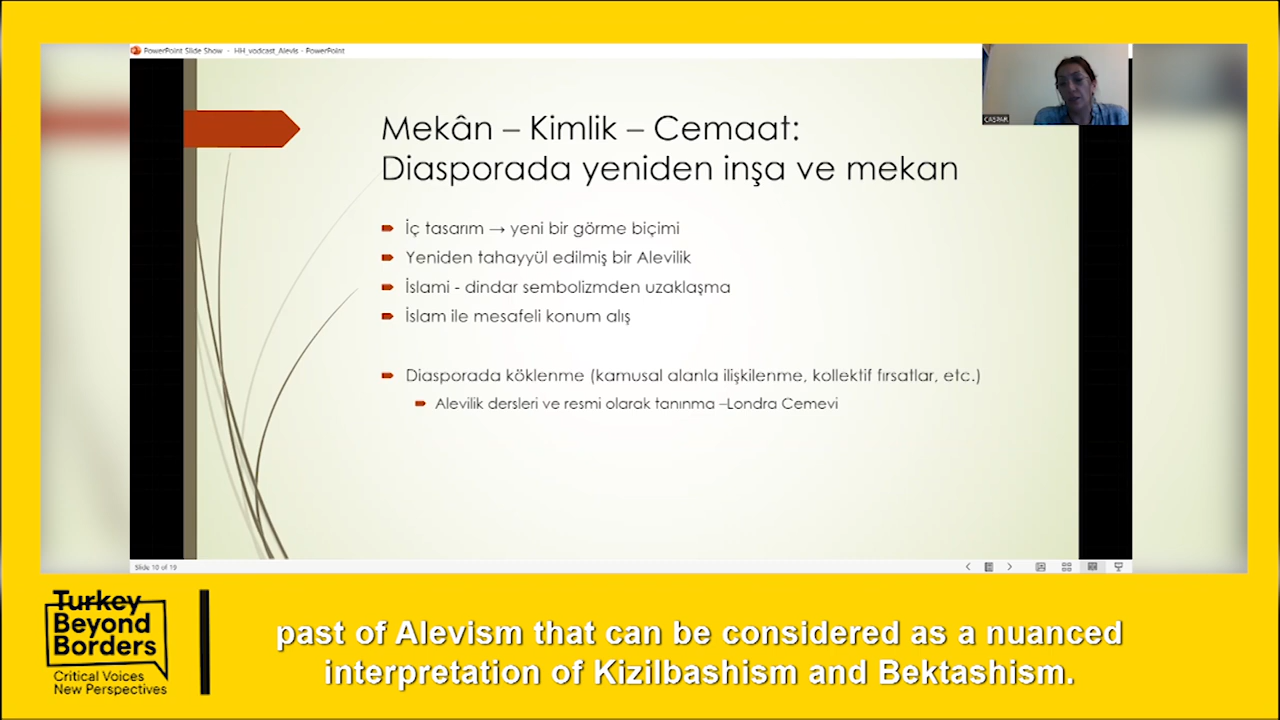 PowerPoint Slide Show - HH_vodcast_Alevis - PowerPoint
CASPAR
Mekân – Kimlik – Cemaat:
Diasporada yeniden inşa ve mekan
İç tasarım → yeni bir görme biçimi
Yeniden tahayyül edilmiş bir Alevilik
İslami - dindar sembolizmden uzaklaşma
İslam ile mesafeli konum alış
Diasporada köklenme (kamusal alanla ilişkilenme, kollektif fırsatlar, etc.)
Alevilik dersleri ve resmi olarak tanınma –Londra Cemevi
Slide 10 of 19
Turkey
Beyond
Borders
Critical Voices
New Perspectives
past of Alevism that can be considered as a nuanced
interpretation of Kizilbashism and Bektashism.